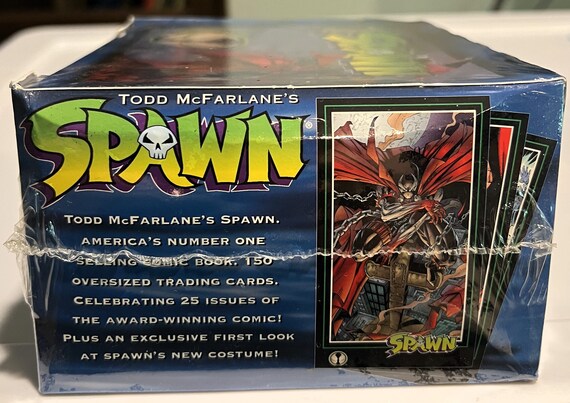 TODD MCFARLANE'S
SPAWN®
TODD MCFARLANE'S SPAWN.
AMERICA'S NUMBER ONE
SELLING COMIC BOOK. 150
OVERSIZED TRADING CARDS.
CELEBRATING 25 ISSUES OF
THE AWARD-WINNING COMIC!
PLUS AN EXCLUSIVE FIRST LOOK
AT SPAWN'S NEW COSTUME!
SPAWN